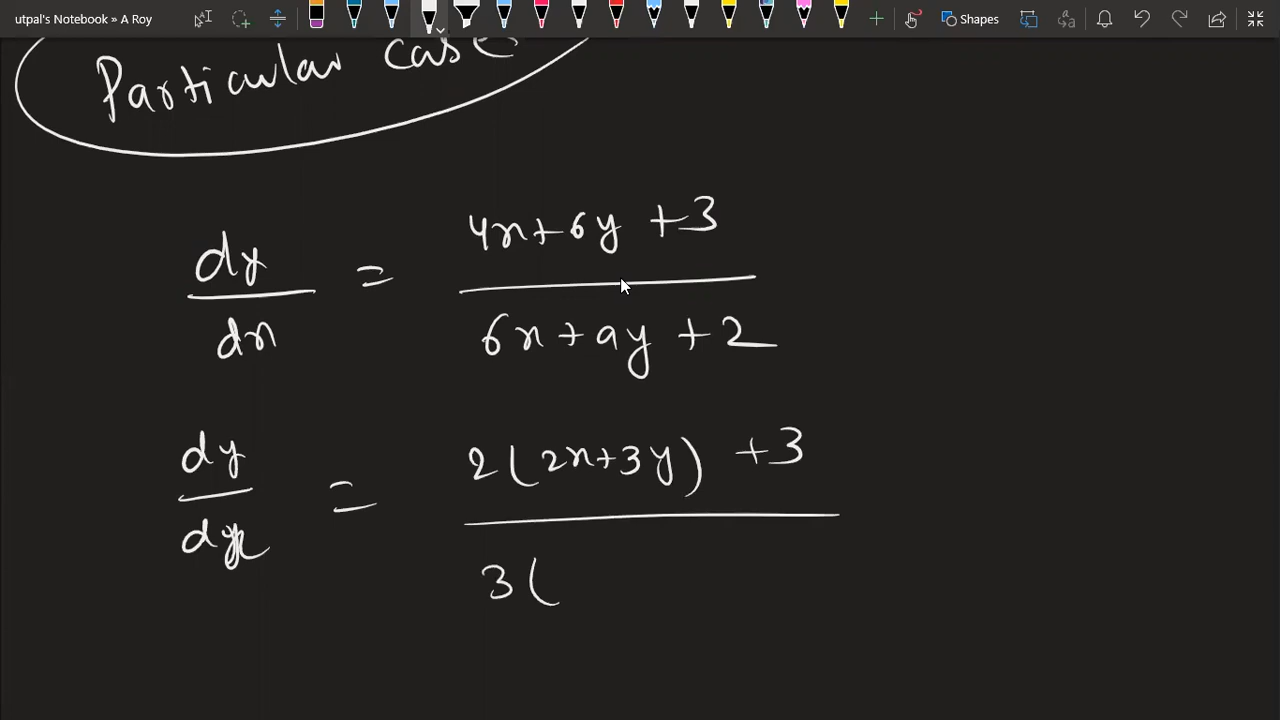 utpal's Notebook » A Roy
Shapes
Particular case
dy/dx = (4x+6y+3)/(6x+9y+2)
dy/dx = (2(2x+3y)+3)/(3(